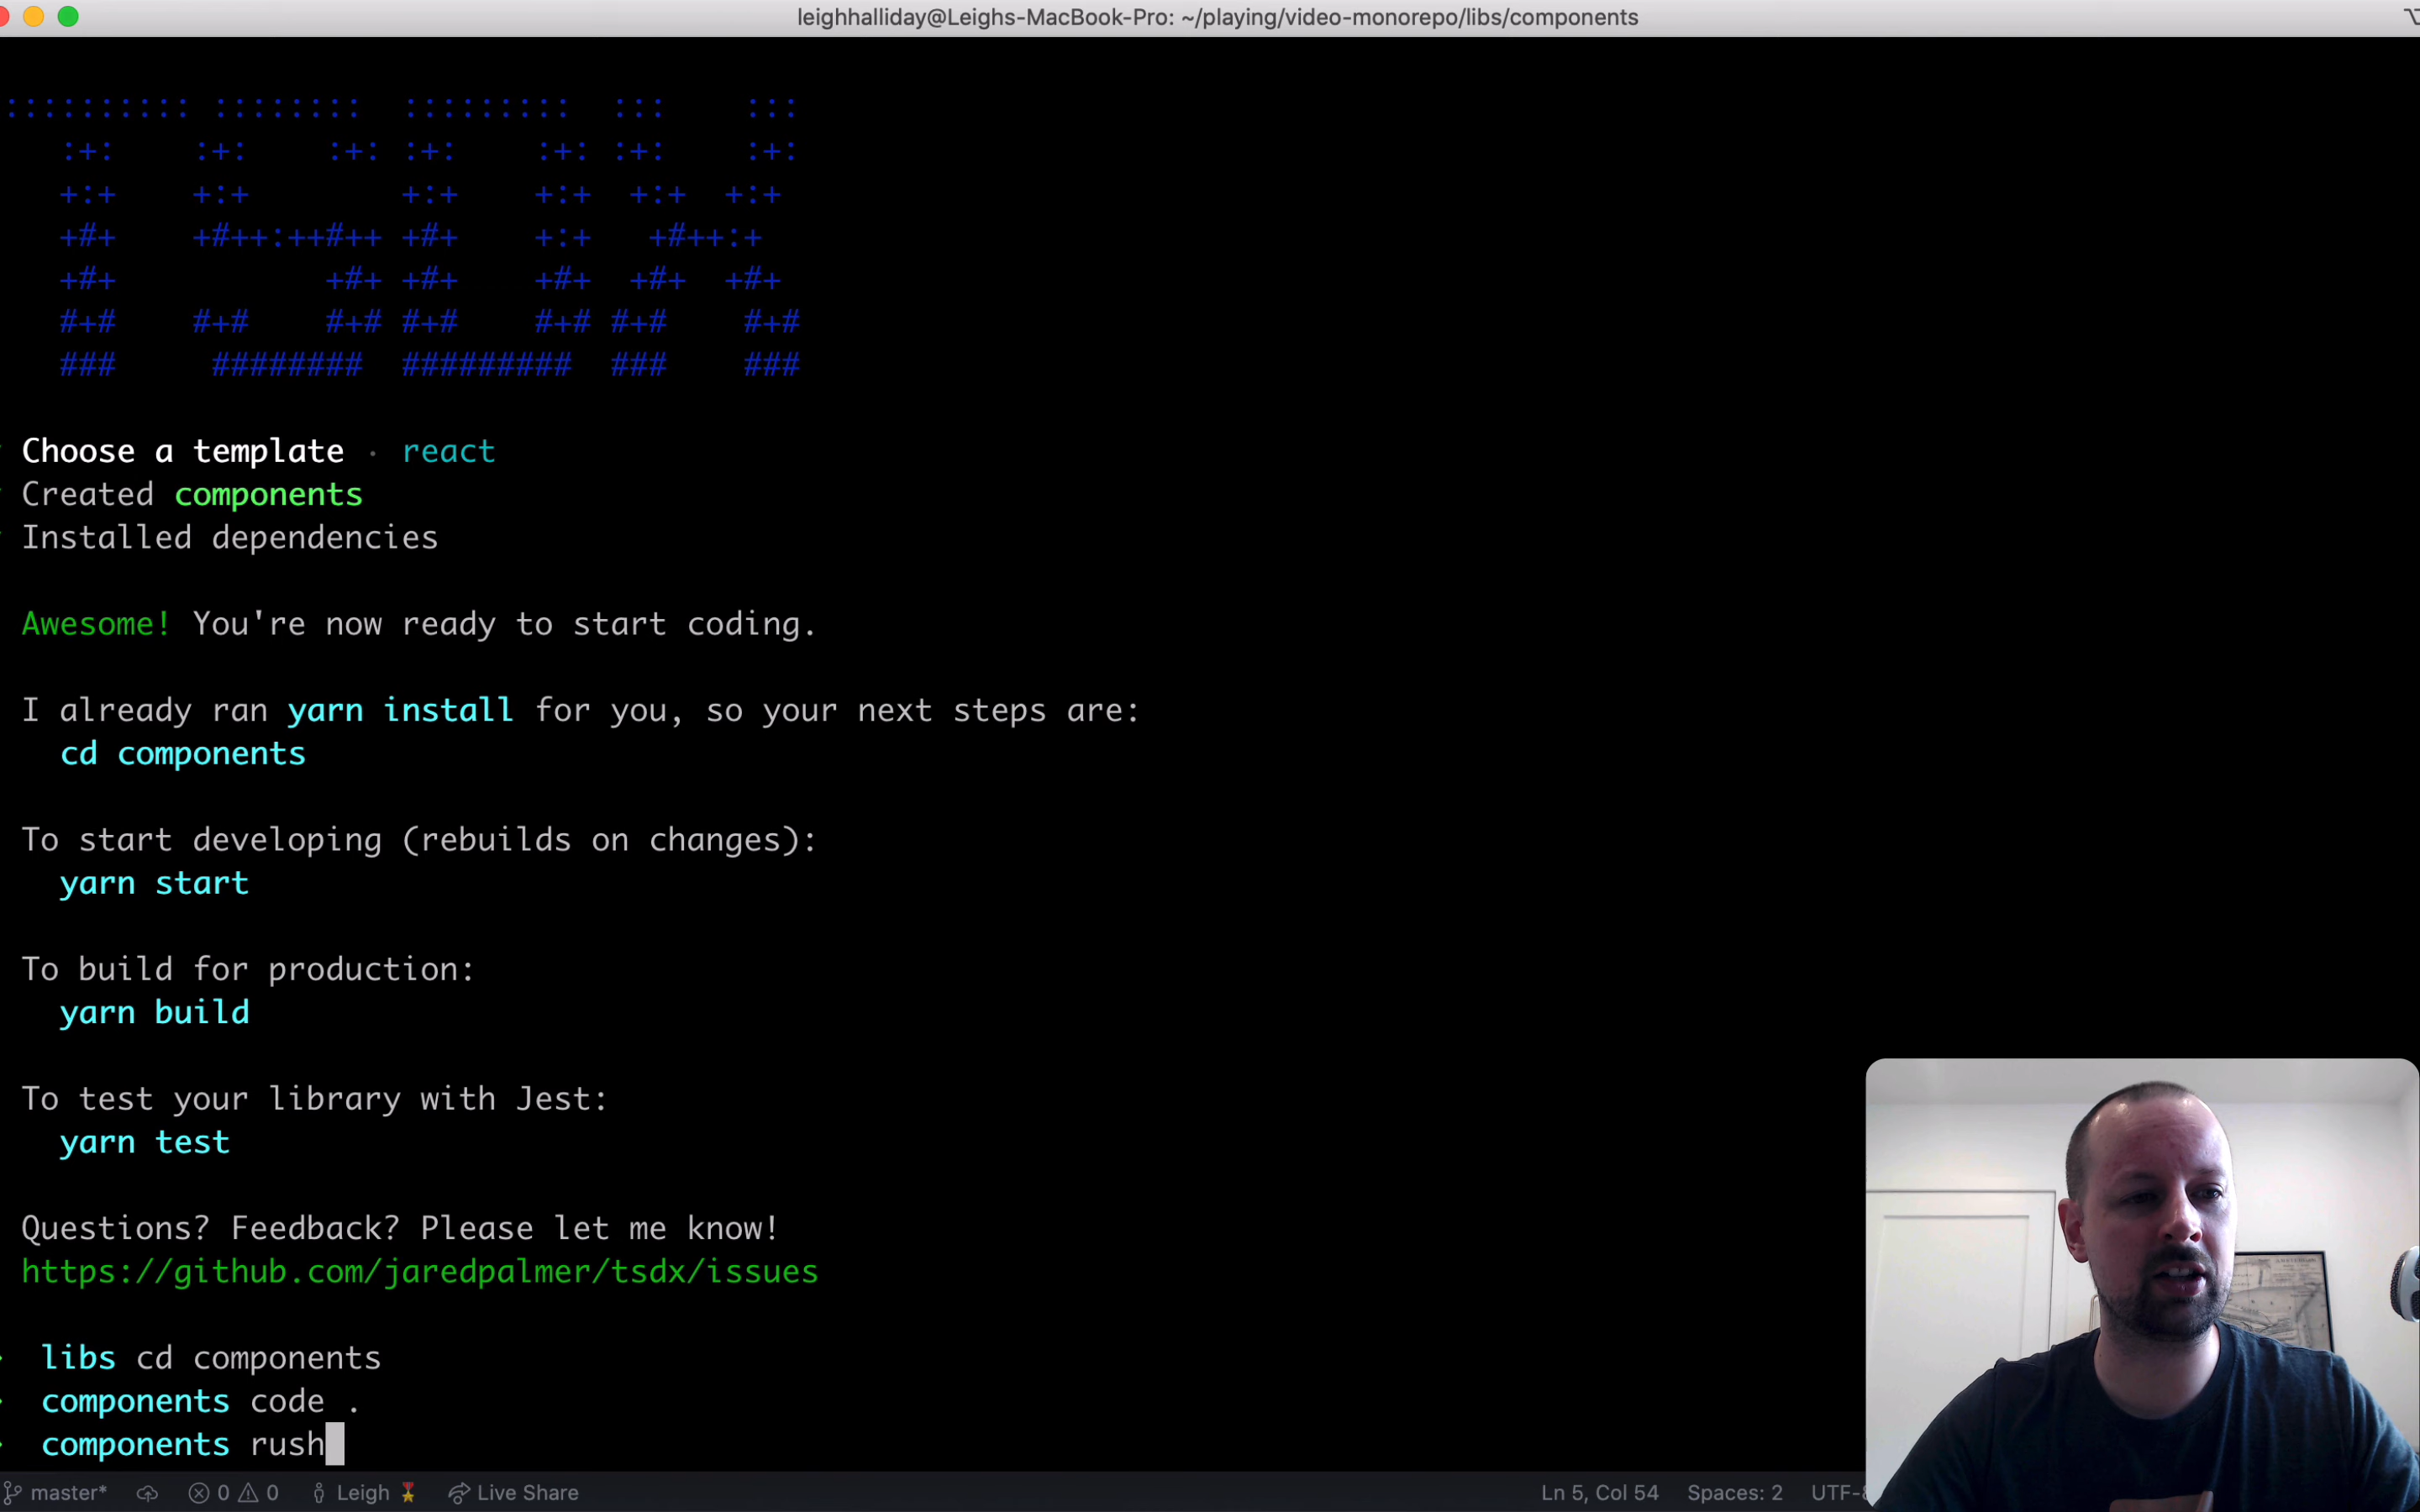 leighhalliday@Leighs-MacBook-Pro: ~/playing/video-monorepo/libs/components
:::::::::: ::::::::  :::::::::  :::    :::
   :+:    :+:    :+: :+:    :+: :+:    :+:
   +:+    +:+        +:+    +:+  +:+  +:+
   +#+    +#++:++#++ +#+    +:+   +#++:+
   +#+           +#+ +#+    +#+  +#+  +#+
   #+#    #+#    #+# #+#    #+# #+#    #+#
   ###     ########  #########  ###    ###
Choose a template · react
Created components
Installed dependencies
Awesome! You're now ready to start coding.
I already ran yarn install for you, so your next steps are:
cd components
To start developing (rebuilds on changes):
yarn start
To build for production:
yarn build
To test your library with Jest:
yarn test
Questions? Feedback? Please let me know!
https://github.com/jaredpalmer/tsdx/issues
libs cd components
components code .
components rush
master* 0 0 Leigh Live Share Ln 5, Col 54 Spaces: 2 UTF-8